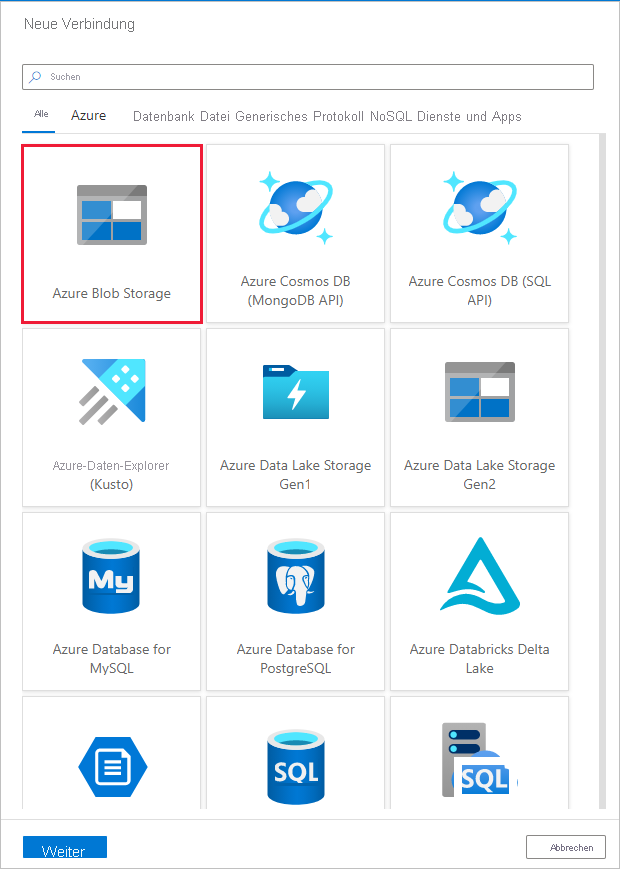 Neue Verbindung
Suchen
Alle Azure Datenbank Datei Generisches Protokoll NoSQL Dienste und Apps
Azure Blob Storage
Azure Cosmos DB
(MongoDB API)
Azure Cosmos DB (SQL
API)
Azure-Daten-Explorer
(Kusto)
Azure Data Lake Storage
Gen1
Azure Data Lake Storage
Gen2
My
Azure Database for
MySQL
Azure Database for
PostgreSQL
Azure Databricks Delta
Lake
SQL
SQL
Weiter
Abbrechen